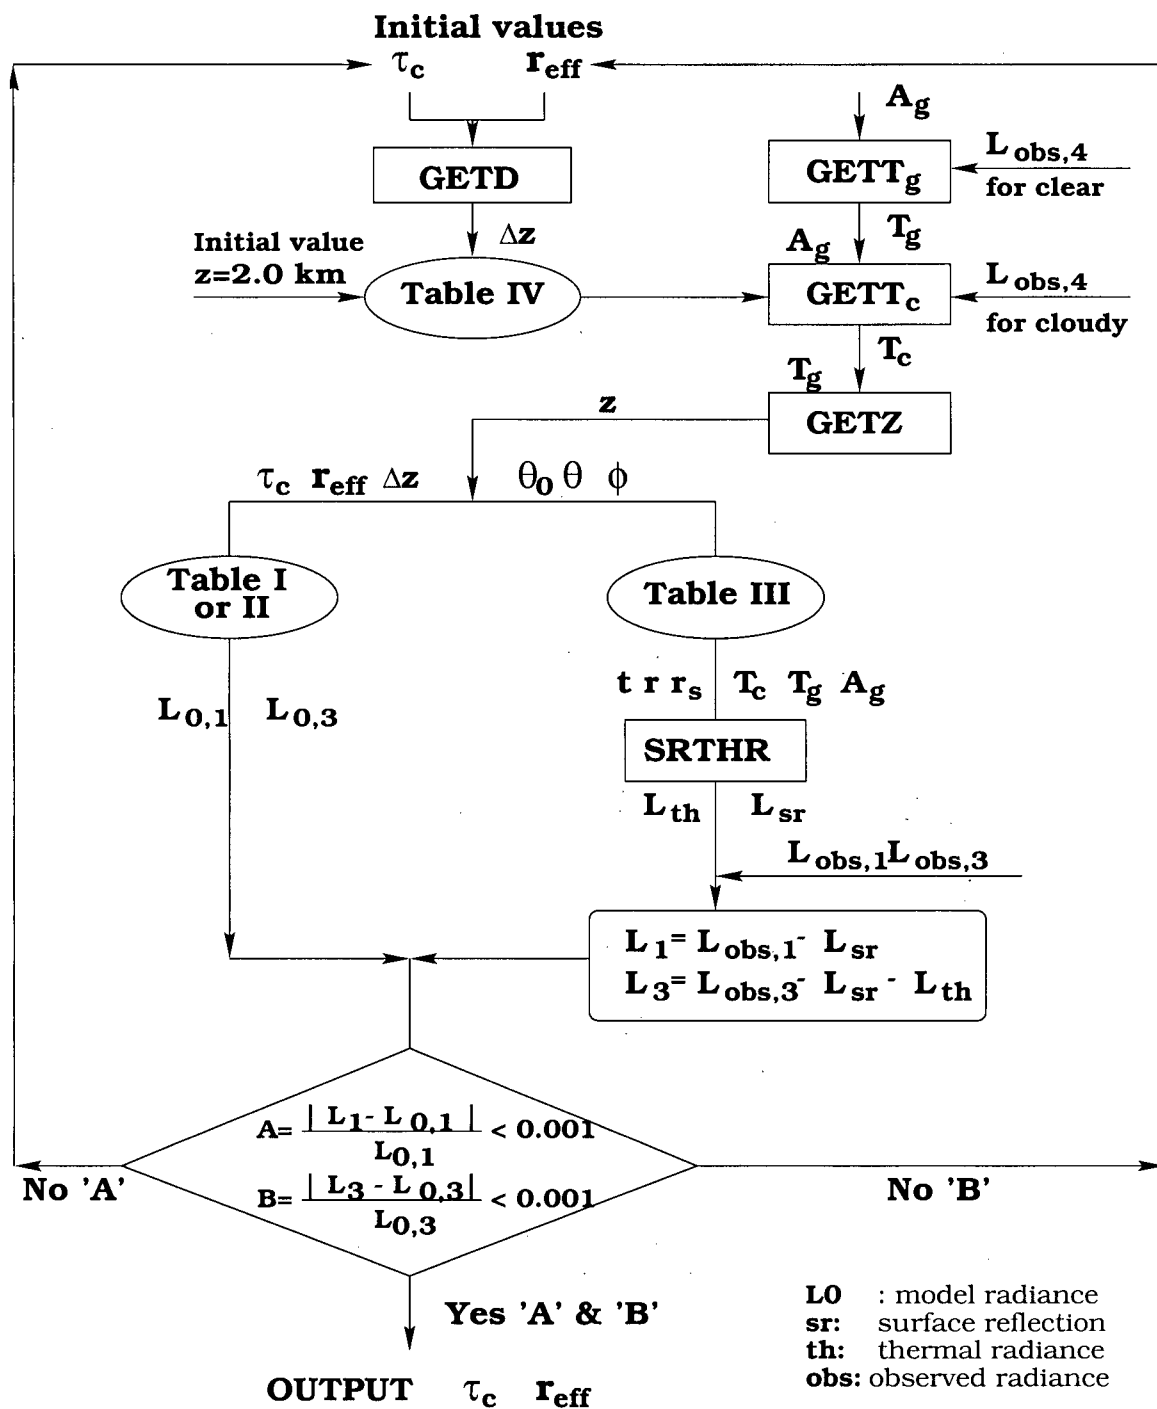 Initial values
τc reff
Ag
GETD
GETTg
Lobs,4
for clear
Δz
Tg
Initial value
z=2.0 km
Table IV
Ag
GETTc
Lobs,4
for cloudy
Tc
Tg
GETZ
z
τc reff Δz θ0 θ ϕ
Table I
or II
Table III
t r rs Tc Tg Ag
L0,1 L0,3
SRTHR
Lth Lsr
Lobs,1Lobs,3
L1= Lobs,1- Lsr
L3= Lobs,3- Lsr - Lth
A= | L1- L0,1 | / L0,1 < 0.001
B= | L3 - L0,3| / L0,3 < 0.001
No 'A'
No 'B'
Yes 'A' & 'B'
OUTPUT τc reff
L0 : model radiance
sr: surface reflection
th: thermal radiance
obs: observed radiance